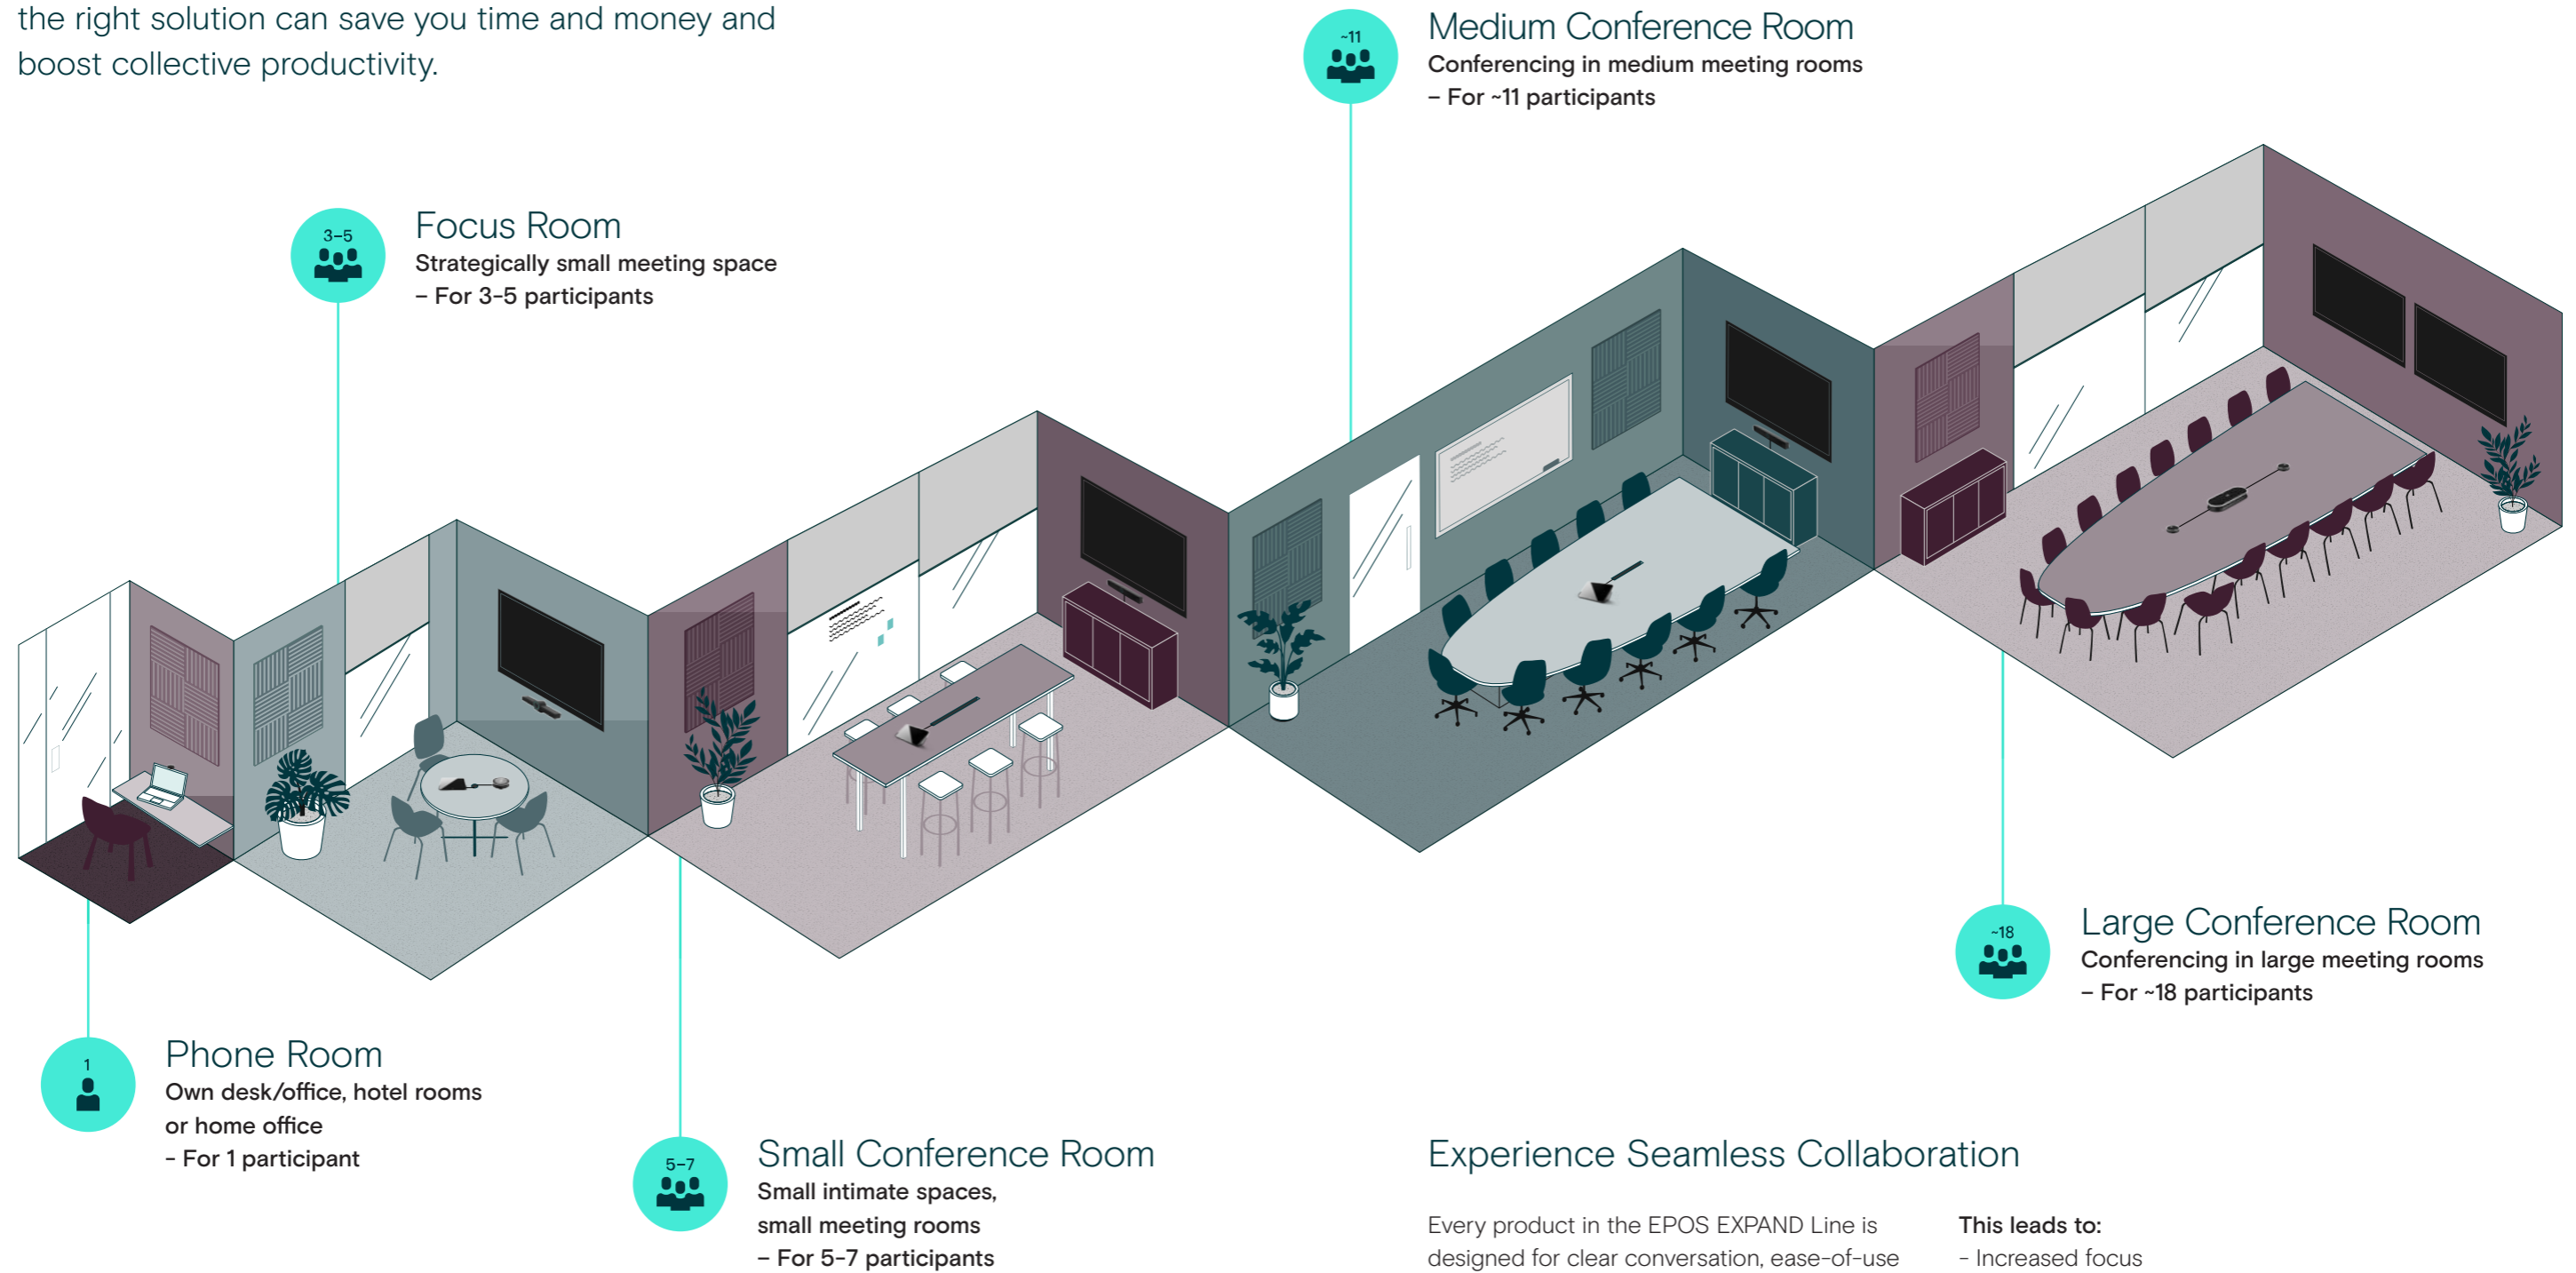 the right solution can save you time and money and
boost collective productivity.
~11
Medium Conference Room
Conferencing in medium meeting rooms
– For ~11 participants
3–5
Focus Room
Strategically small meeting space
– For 3–5 participants
~18
Large Conference Room
Conferencing in large meeting rooms
– For ~18 participants
1
Phone Room
Own desk/office, hotel rooms
or home office
- For 1 participant
5–7
Small Conference Room
Small intimate spaces,
small meeting rooms
– For 5–7 participants
Experience Seamless Collaboration
Every product in the EPOS EXPAND Line is
designed for clear conversation, ease-of-use
This leads to:
- Increased focus